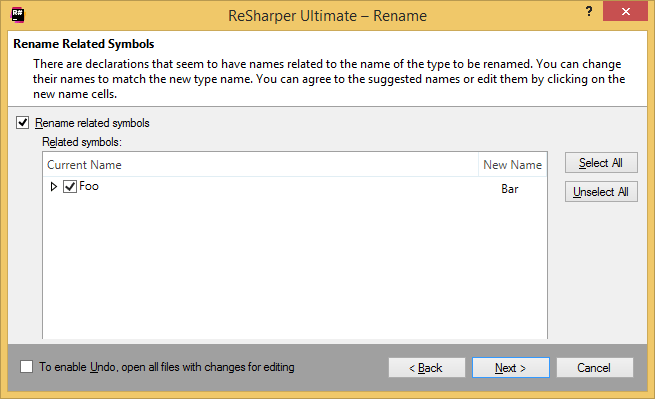 R#
ReSharper Ultimate – Rename
?
Rename Related Symbols
There are declarations that seem to have names related to the name of the type to be renamed. You can change
their names to match the new type name. You can agree to the suggested names or edit them by clicking on the
new name cells.
Rename related symbols
Related symbols:
Current Name New Name
Foo Bar
Select All
Unselect All
To enable Undo, open all files with changes for editing
< Back Next > Cancel